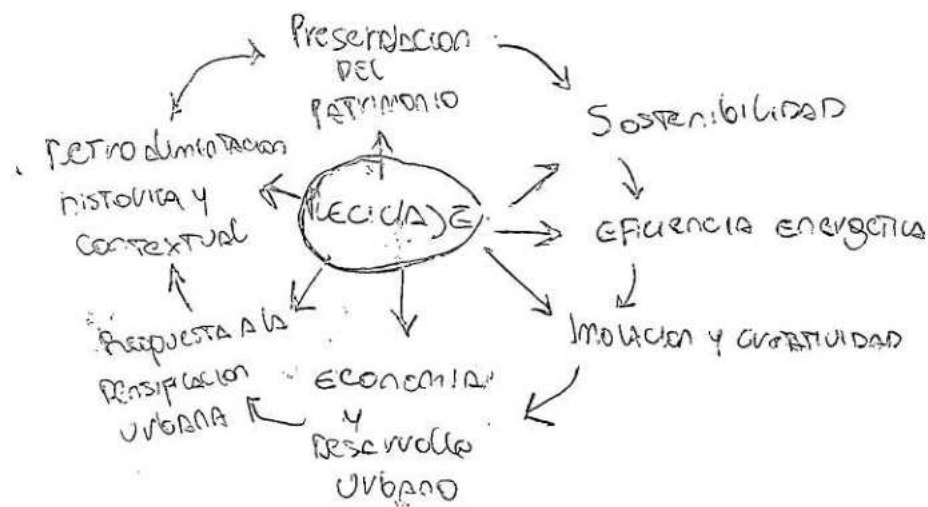 Preservacion
DEL
PATRIMONIO
SOSTENIBILIDAD
EFICIENCIA ENERGETICA
INNOVACION Y CREATIVIDAD
ECONOMIA
Y
DESARROLLO
URBANO
Respuesta A la
DENSIFICACION
URBANA
RETROALIMENTACION
HISTORICA Y
CONTEXTUAL
RECICLAJE